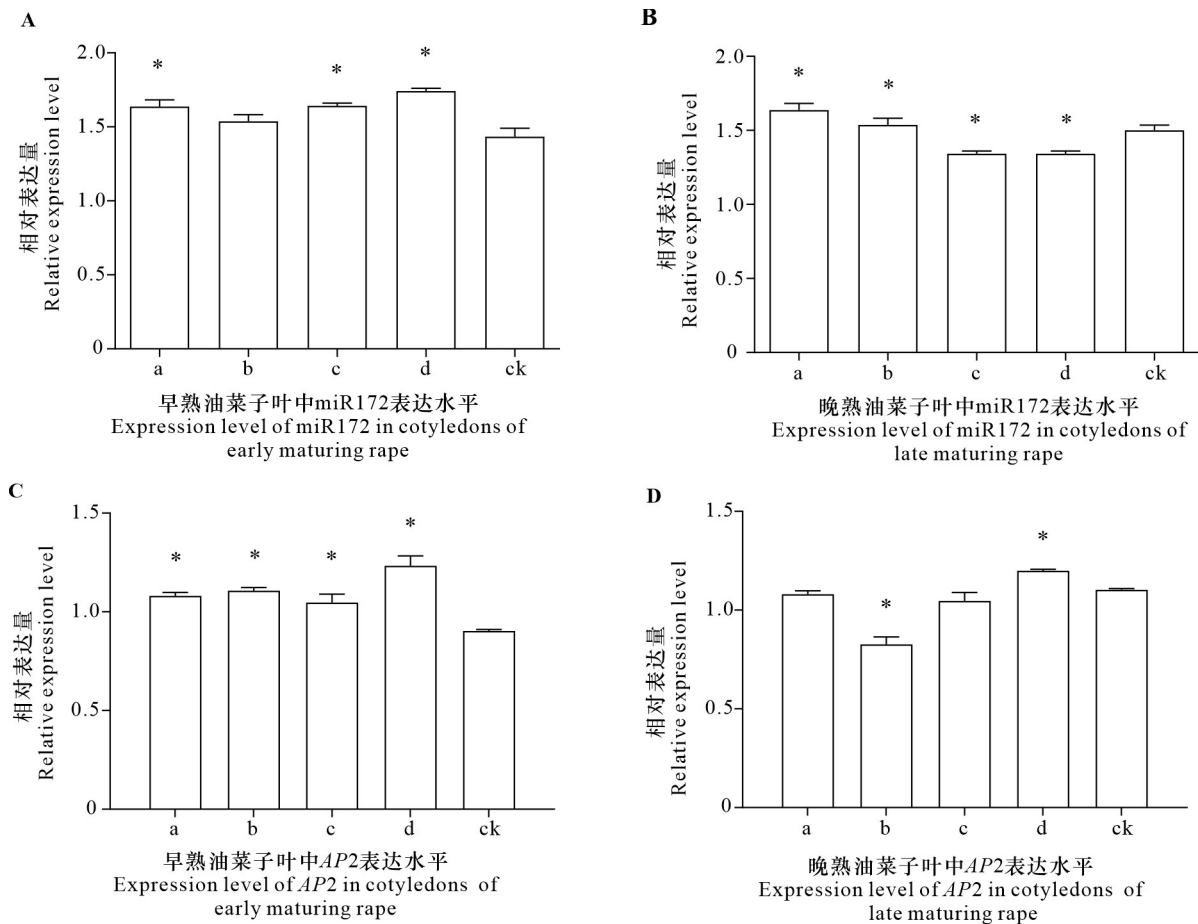 A
2.0
1.5
1.0
0.5
0
相对表达量
Relative expression level
*
*
*
a
b
c
d
ck
早熟油菜子叶中miR172表达水平
Expression level of miR172 in cotyledons of
early maturing rape
B
2.0
1.5
1.0
0.5
0
相对表达量
Relative expression level
*
*
*
*
a
b
c
d
ck
晚熟油菜子叶中miR172表达水平
Expression level of miR172 in cotyledons of
late maturing rape
C
1.5
1.0
0.5
0
相对表达量
Relative expression level
*
*
*
*
a
b
c
d
ck
早熟油菜子叶中AP2表达水平
Expression level of AP2 in cotyledons of
early maturing rape
D
1.5
1.0
0.5
0
相对表达量
Relative expression level
*
*
a
b
c
d
ck
晚熟油菜子叶中AP2表达水平
Expression level of AP2 in cotyledons of
late maturing rape